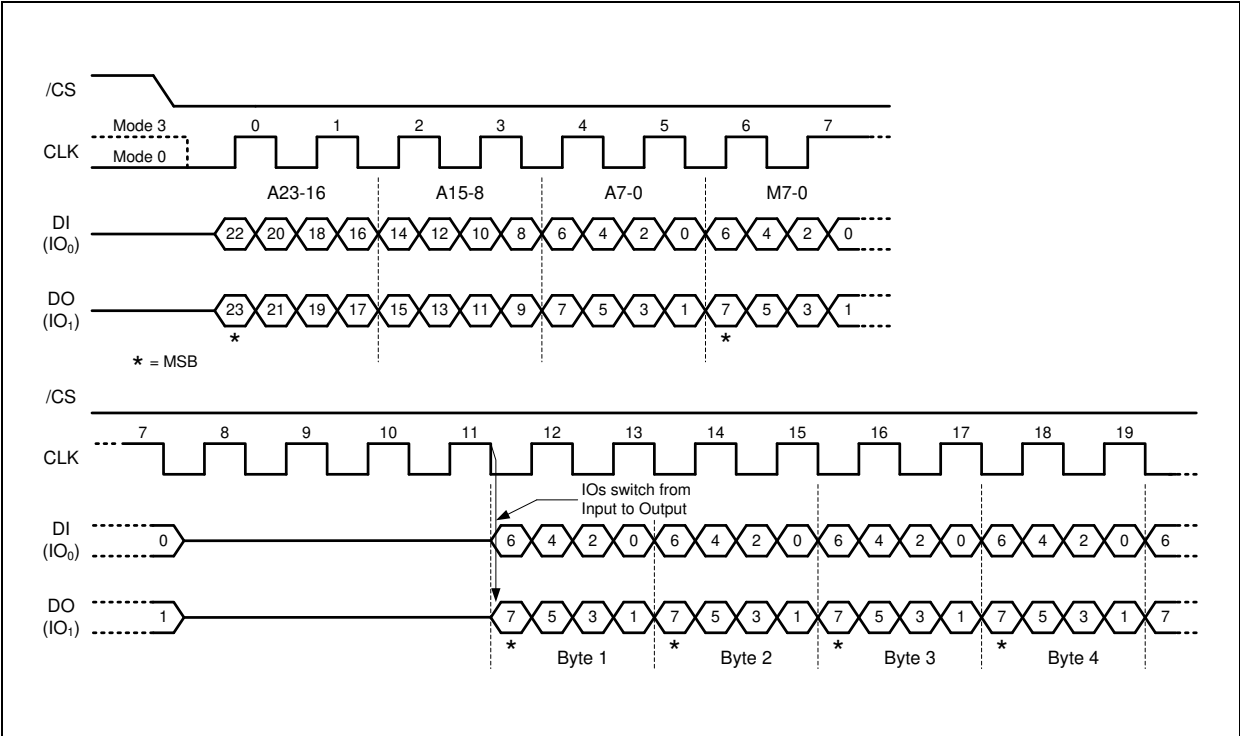 /CS
Mode 3 0 1 2 3 4 5 6 7
CLK
Mode 0
A23-16 A15-8 A7-0 M7-0
DI
(IO₀)
22 20 18 16 14 12 10 8 6 4 2 0 6 4 2 0
DO
(IO₁)
23 21 19 17 15 13 11 9 7 5 3 1 7 5 3 1
* *
* = MSB
/CS
7 8 9 10 11 12 13 14 15 16 17 18 19
CLK
IOs switch from
Input to Output
DI
(IO₀)
0 6 4 2 0 6 4 2 0 6 4 2 0 6 4 2 0 6
DO
(IO₁)
1 7 5 3 1 7 5 3 1 7 5 3 1 7 5 3 1 7
* * * *
Byte 1 Byte 2 Byte 3 Byte 4